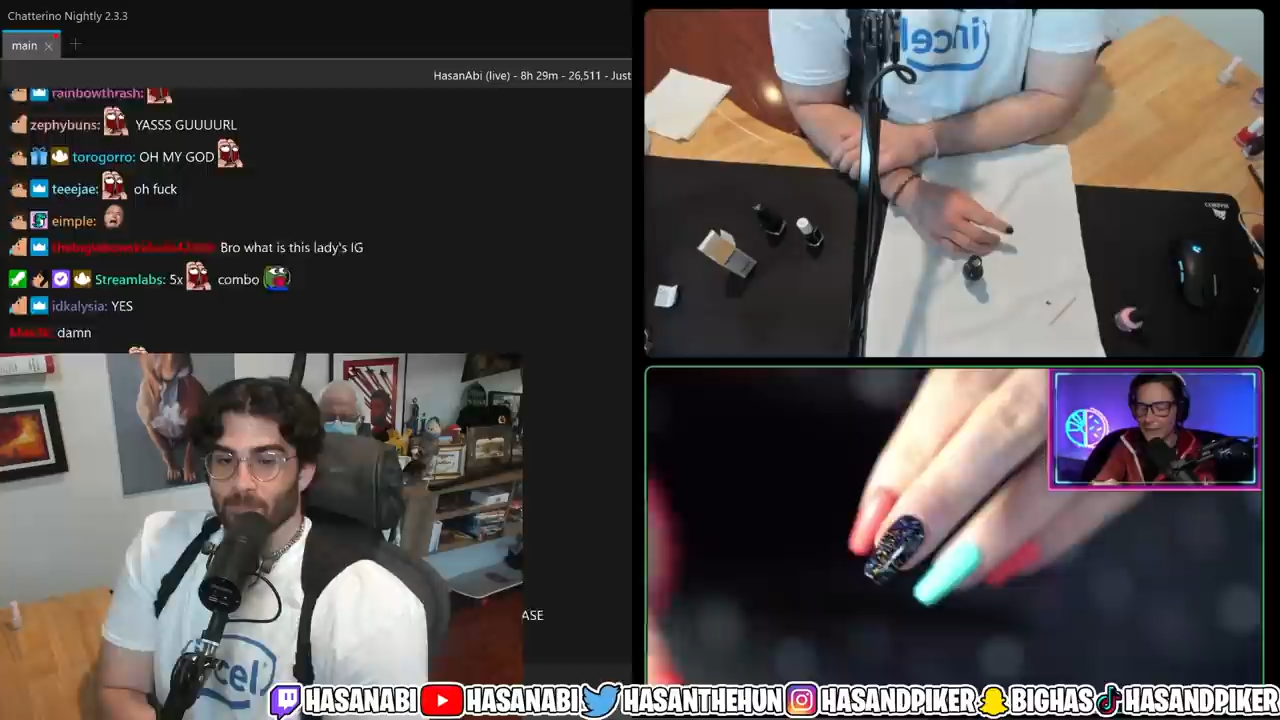 Chatterino Nightly 2.3.3
main
HasanAbi (live) - 8h 29m - 26,511 - Just
rainbowthrash:
zephybuns: YASSS GUUUURL
torogorro: OH MY GOD
teeejae: oh fuck
eimple:
Bro what is this lady's IG
Streamlabs: 5x combo
idkalysia: YES
damn
ASE
incel
incel
HASANABI HASANABI HASANTHEHUN HASANDPIKER BIGHAS HASANDPIKER